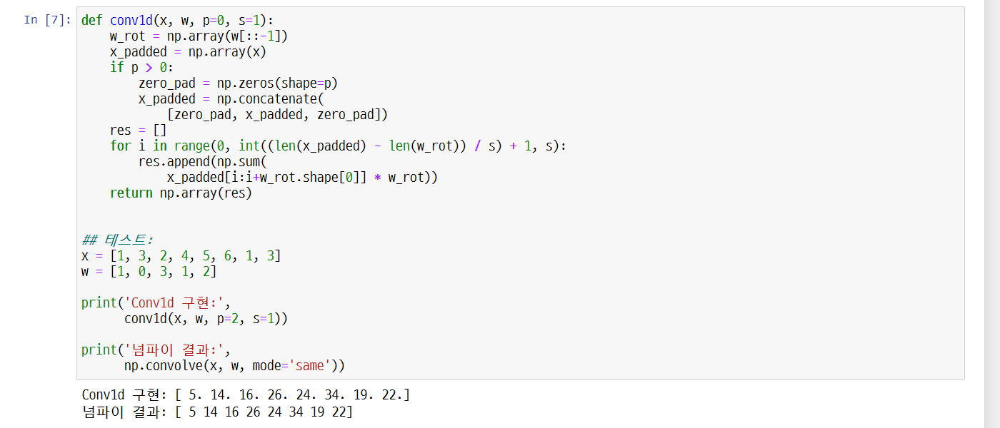 In [7]: def conv1d(x, w, p=0, s=1):
    w_rot = np.array(w[::-1])
    x_padded = np.array(x)
    if p > 0:
        zero_pad = np.zeros(shape=p)
        x_padded = np.concatenate(
            [zero_pad, x_padded, zero_pad])
    res = []
    for i in range(0, int((len(x_padded) - len(w_rot)) / s) + 1, s):
        res.append(np.sum(
            x_padded[i:i+w_rot.shape[0]] * w_rot))
    return np.array(res)
## 테스트:
x = [1, 3, 2, 4, 5, 6, 1, 3]
w = [1, 0, 3, 1, 2]
print('Conv1d 구현:',
      conv1d(x, w, p=2, s=1))
print('넘파이 결과:',
      np.convolve(x, w, mode='same'))
Conv1d 구현: [ 5. 14. 16. 26. 24. 34. 19. 22.]
넘파이 결과: [ 5 14 16 26 24 34 19 22]